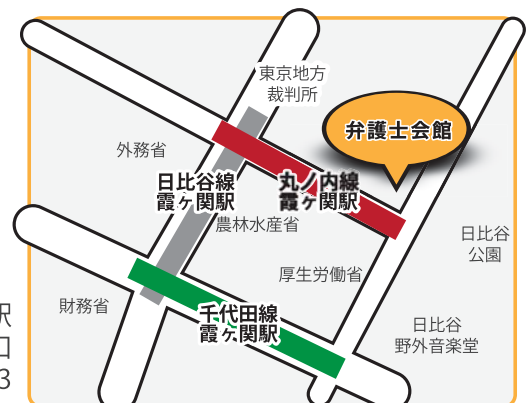 東京地方
裁判所
弁護士会館
外務省
日比谷線
霞ヶ関駅
丸ノ内線
霞ヶ関駅
農林水産省
日比谷
公園
厚生労働省
財務省
千代田線
霞ヶ関駅
日比谷
野外音楽堂
駅
口
3